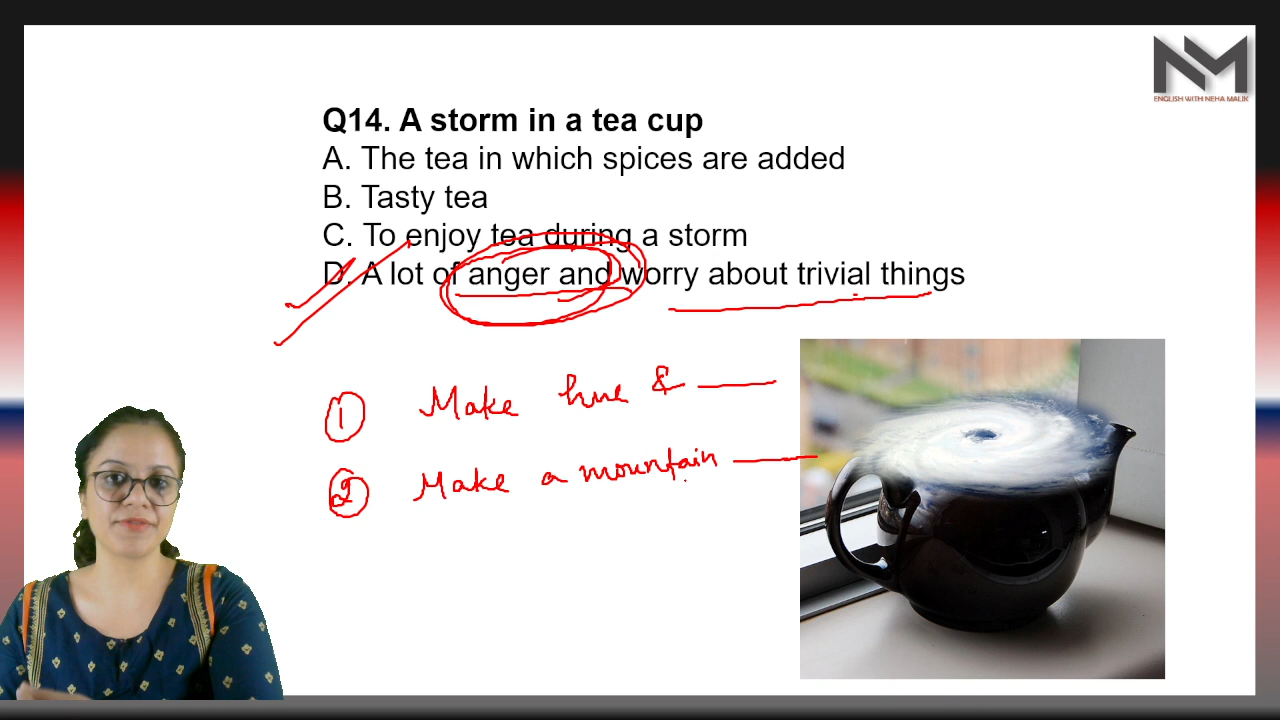 NM
ENGLISH WITH NEHA MALIK
Q14. A storm in a tea cup
A. The tea in which spices are added
B. Tasty tea
C. To enjoy tea during a storm
D. A lot of anger and worry about trivial things
① Make hue & ——
② Make a mountain ——